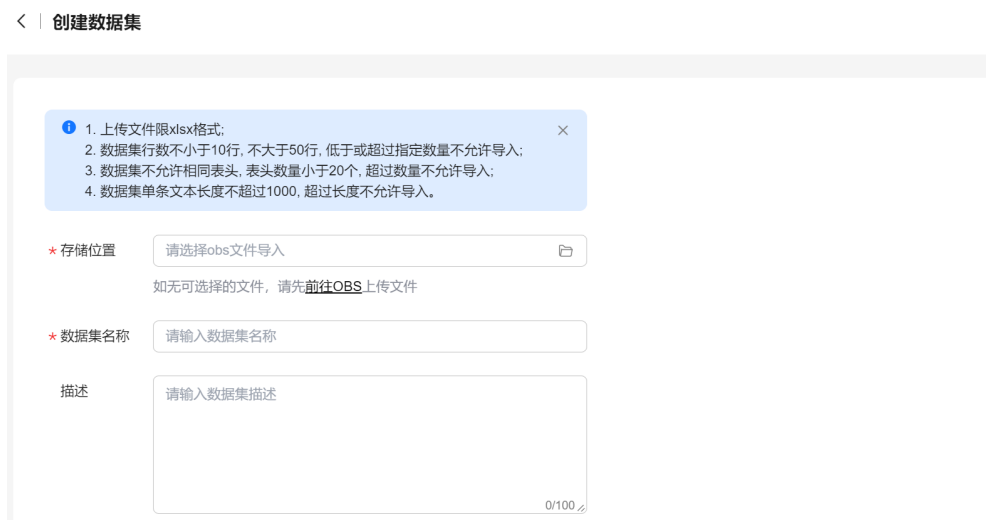 创建数据集
1. 上传文件限xlsx格式;
2. 数据集行数不小于10行, 不大于50行, 低于或超过指定数量不允许导入;
3. 数据集不允许相同表头, 表头数量小于20个, 超过数量不允许导入;
4. 数据集单条文本长度不超过1000, 超过长度不允许导入。
* 存储位置 请选择obs文件导入
如无可选择的文件，请先前往OBS上传文件
* 数据集名称 请输入数据集名称
描述 请输入数据集描述
0/100